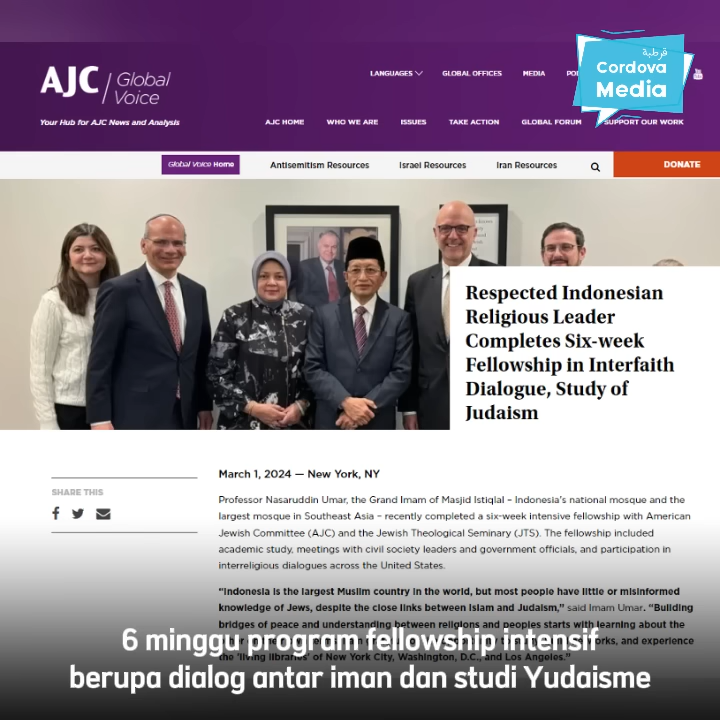 AJC Global Voice
Your Hub for AJC News and Analysis
قرطبة
Cordova
Media
LANGUAGES GLOBAL OFFICES MEDIA
AJC HOME WHO WE ARE ISSUES TAKE ACTION GLOBAL FORUM SUPPORT OUR WORK
Global Voice Home Antisemitism Resources Israel Resources Iran Resources DONATE
Respected Indonesian
Religious Leader
Completes Six-week
Fellowship in Interfaith
Dialogue, Study of
Judaism
March 1, 2024 — New York, NY
SHARE THIS
Professor Nasaruddin Umar, the Grand Imam of Masjid Istiqlal – Indonesia's national mosque and the
largest mosque in Southeast Asia – recently completed a six-week intensive fellowship with American
Jewish Committee (AJC) and the Jewish Theological Seminary (JTS). The fellowship included
academic study, meetings with civil society leaders and government officials, and participation in
interreligious dialogues across the United States.
“Indonesia is the largest Muslim country in the world, but most people have little or misinformed
knowledge of Jews, despite the close links between Islam and Judaism,” said Imam Umar. “Building
bridges of peace and understanding between religions and peoples starts with learning about the
works, and experience
the 'living libraries' of New York City, Washington, D.C., and Los Angeles.”
6 minggu program fellowship intensif
berupa dialog antar iman dan studi Yudaisme